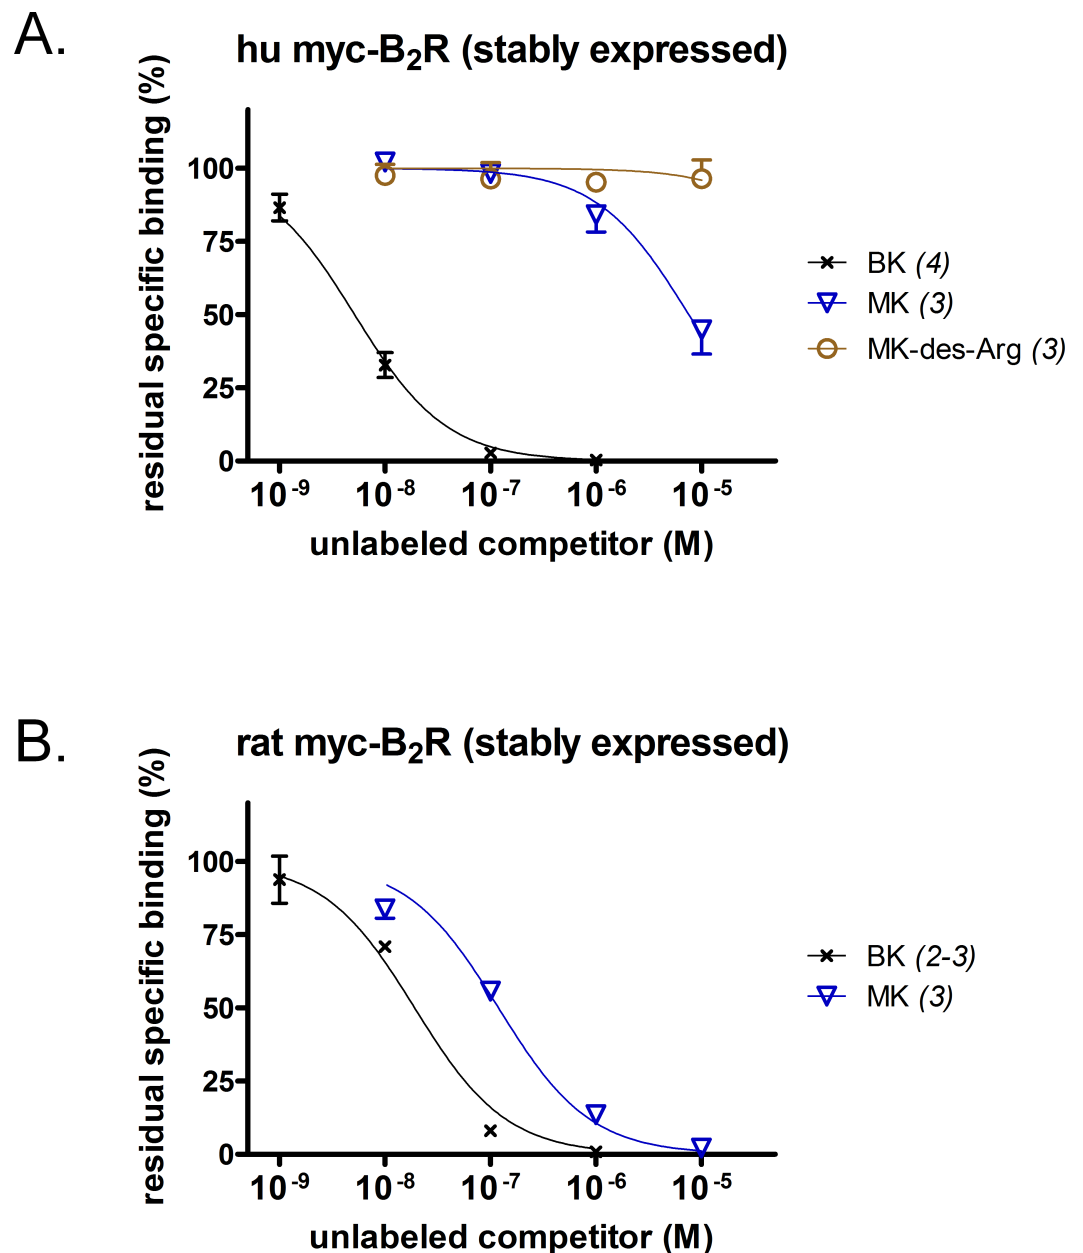 A.
hu myc-B₂R (stably expressed)
residual specific binding (%)
100
75
50
25
0
10⁻⁹ 10⁻⁸ 10⁻⁷ 10⁻⁶ 10⁻⁵
unlabeled competitor (M)
BK (4)
MK (3)
MK-des-Arg (3)
B.
rat myc-B₂R (stably expressed)
residual specific binding (%)
100
75
50
25
0
10⁻⁹ 10⁻⁸ 10⁻⁷ 10⁻⁶ 10⁻⁵
unlabeled competitor (M)
BK (2-3)
MK (3)